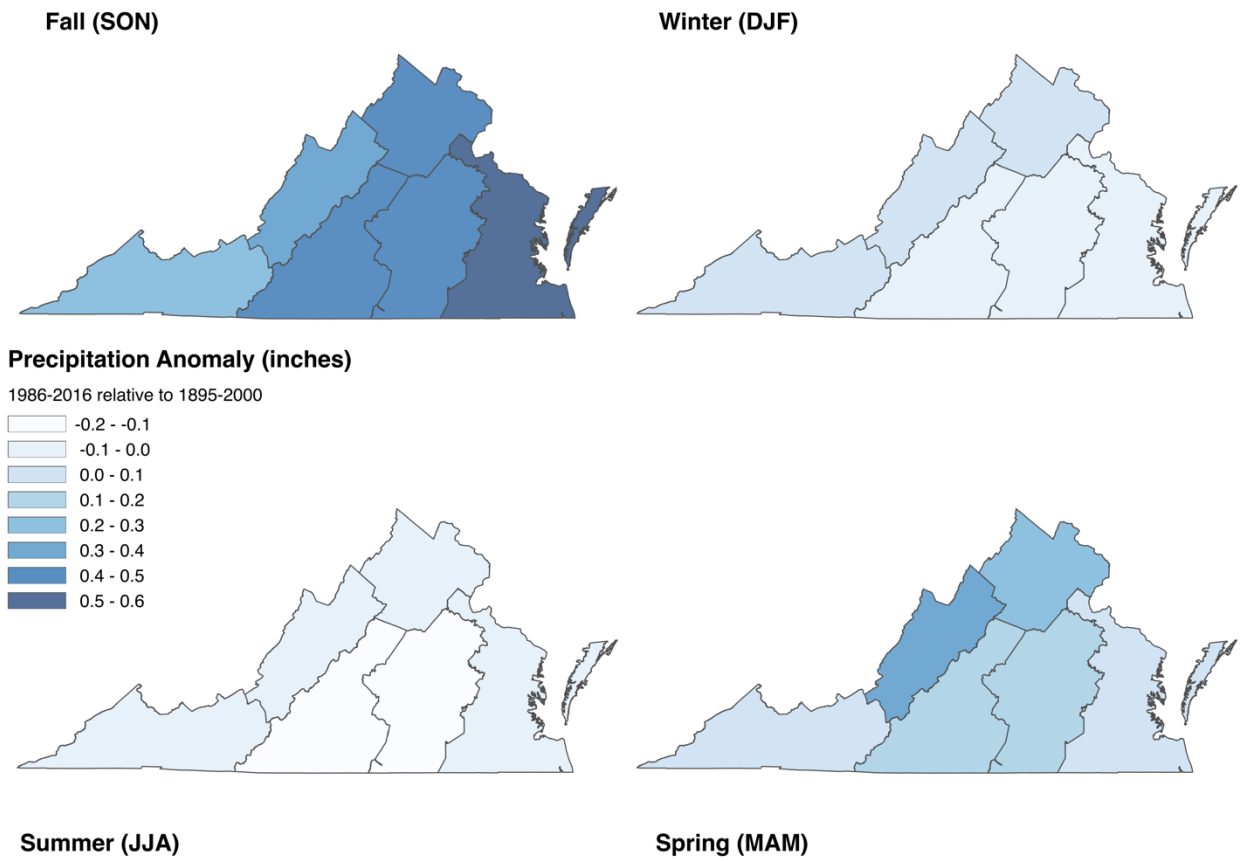 Fall (SON)
Winter (DJF)
Precipitation Anomaly (inches)
1986-2016 relative to 1895-2000
-0.2 - -0.1
-0.1 - 0.0
0.0 - 0.1
0.1 - 0.2
0.2 - 0.3
0.3 - 0.4
0.4 - 0.5
0.5 - 0.6
Summer (JJA)
Spring (MAM)